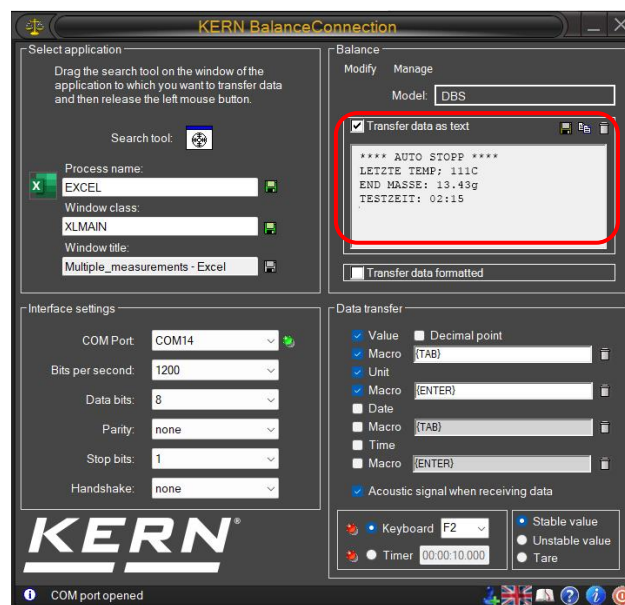 KERN BalanceConnection
Select application
Drag the search tool on the window of the
application to which you want to transfer data
and then release the left mouse button.
Search tool:
Process name:
EXCEL
Window class:
XLMAIN
Window title:
Multiple_measurements - Excel
Balance
Modify Manage
Model: DBS
Transfer data as text
**** AUTO STOPP ****
LETZTE TEMP; 111C
END MASSE: 13.43g
TESTZEIT: 02:15
Transfer data formatted
Interface settings
COM Port: COM14
Bits per second: 1200
Data bits: 8
Parity: none
Stop bits: 1
Handshake: none
Data transfer
Value Decimal point
Macro {TAB}
Unit
Macro {ENTER}
Date
Macro {TAB}
Time
Macro {ENTER}
Acoustic signal when receiving data
Keyboard F2
Timer 00:00:10.000
Stable value
Unstable value
Tare
KERN®
COM port opened